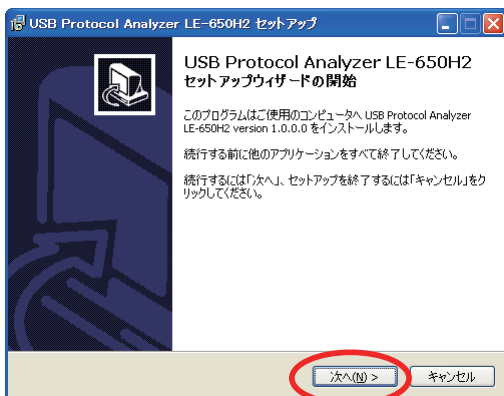 USB Protocol Analyzer LE-650H2 セットアップ
USB Protocol Analyzer LE-650H2
セットアップウィザードの開始
このプログラムはご使用のコンピュータへ USB Protocol Analyzer
LE-650H2 version 1.0.0.0 をインストールします。
続行する前に他のアプリケーションをすべて終了してください。
続行するには「次へ」、セットアップを終了するには「キャンセル」をク
リックしてください。
次へ(N) >
キャンセル